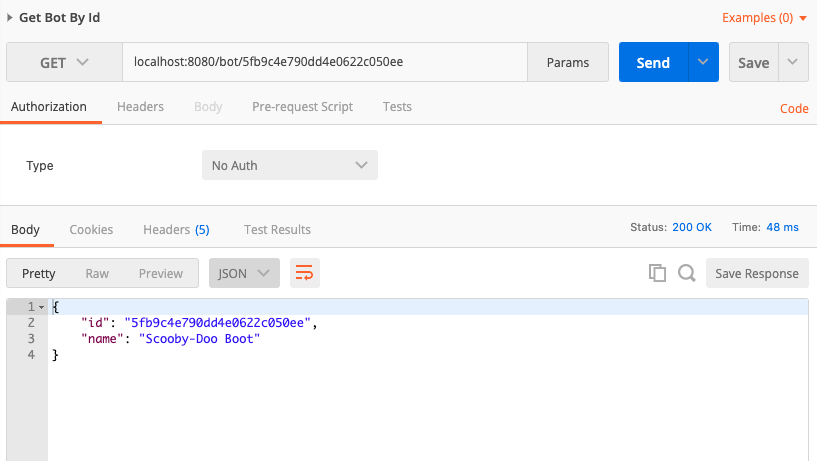 Get Bot By Id
Examples (0)
GET
localhost:8080/bot/5fb9c4e790dd4e0622c050ee
Params
Send
Save
Authorization
Headers
Body
Pre-request Script
Tests
Code
Type
No Auth
Body
Cookies
Headers (5)
Test Results
Status: 200 OK
Time: 48 ms
Pretty
Raw
Preview
JSON
Save Response
1 {
2 "id": "5fb9c4e790dd4e0622c050ee",
3 "name": "Scooby-Doo Boot"
4 }